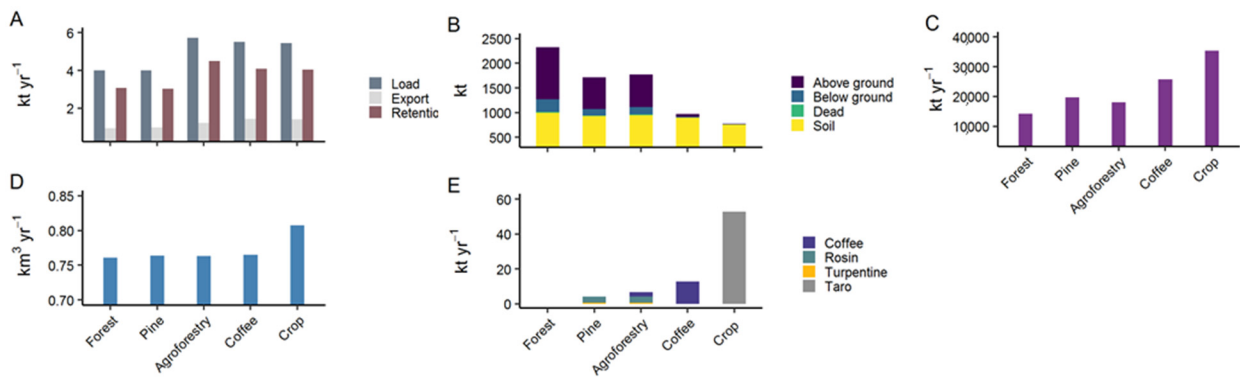 A
6
4
2
kt yr⁻¹
Load
Export
Retentic
B
2500
2000
1500
1000
500
kt
Above ground
Below ground
Dead
Soil
C
40000
30000
20000
10000
kt yr⁻¹
Forest
Pine
Agroforestry
Coffee
Crop
D
0.85
0.80
0.75
0.70
km³ yr⁻¹
Forest
Pine
Agroforestry
Coffee
Crop
E
60
40
20
0
kt yr⁻¹
Coffee
Rosin
Turpentine
Taro
Forest
Pine
Agroforestry
Coffee
Crop